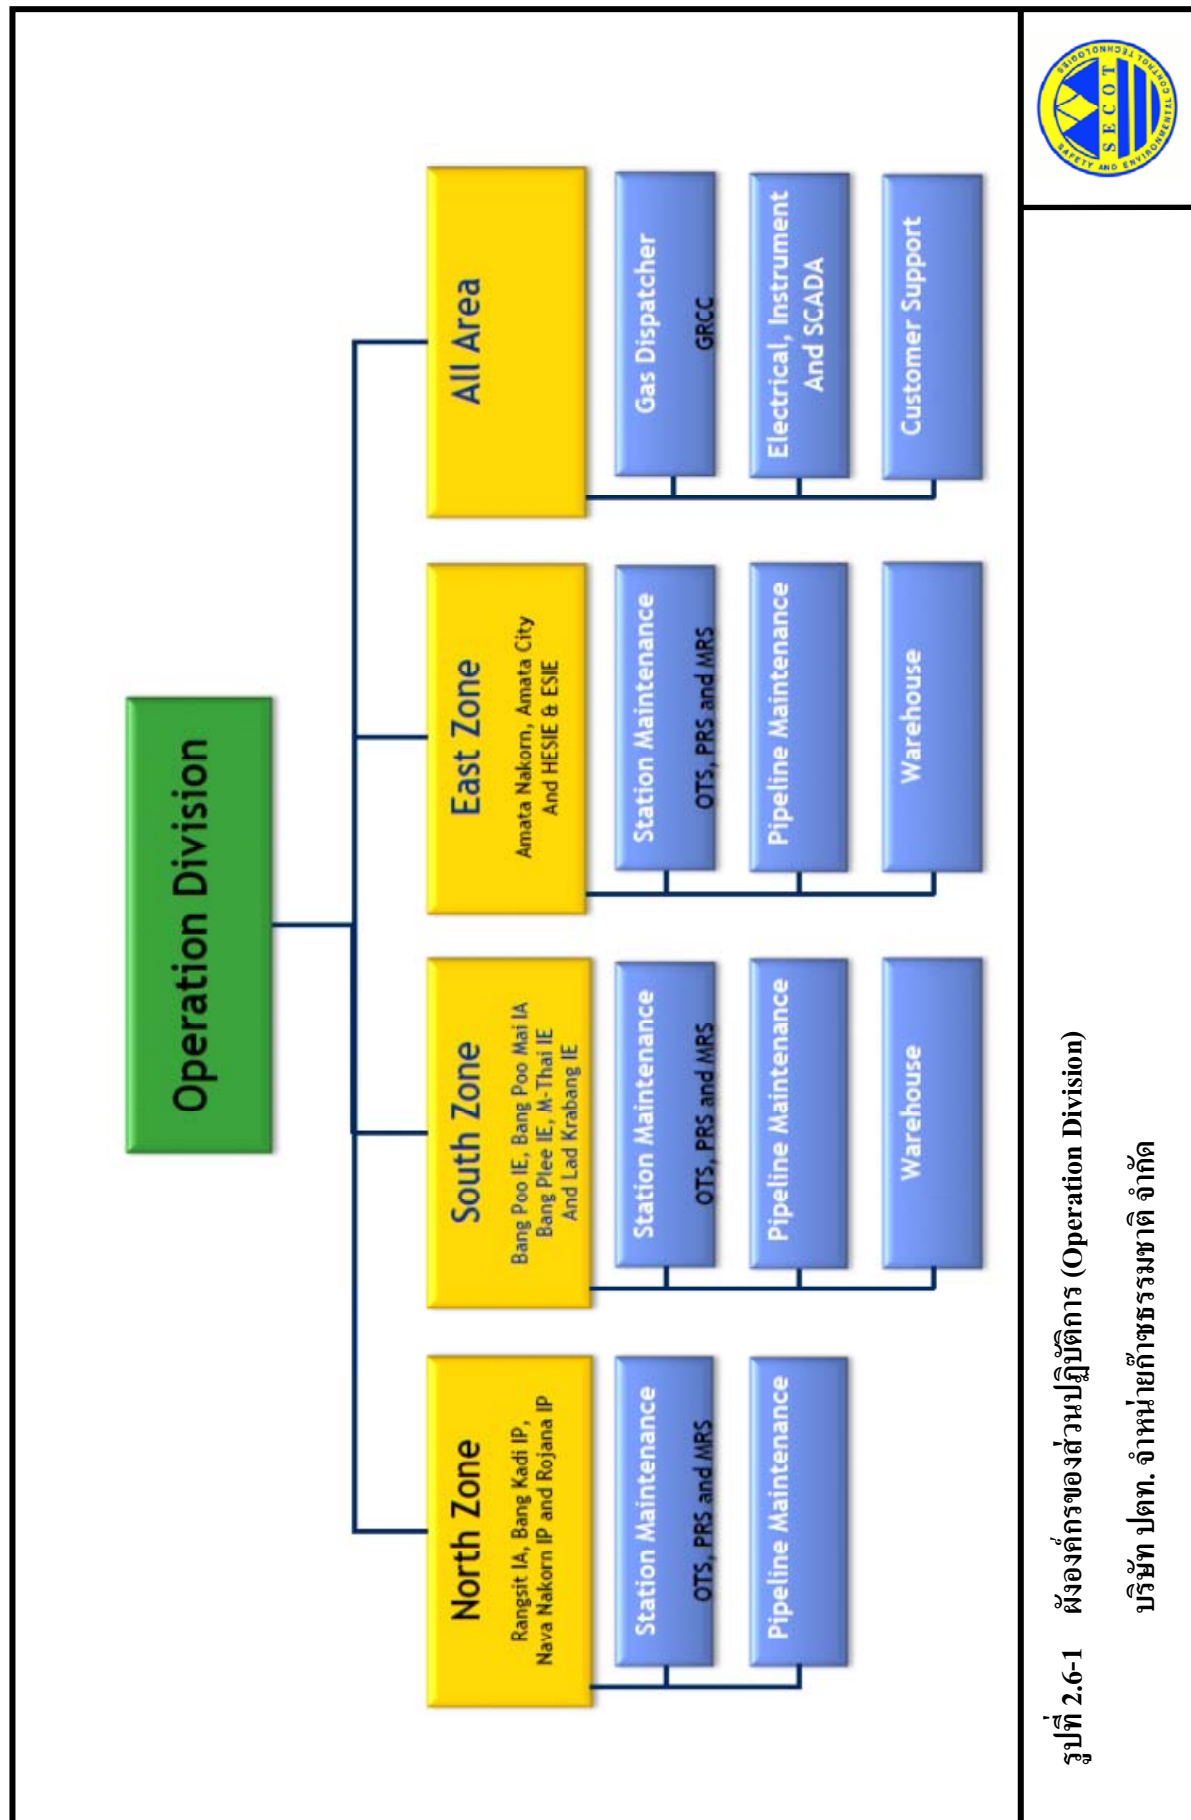 Operation Division
North Zone
Rangsit IA, Bang Kadi IP,
Nava Nakorn IP and Rojana IP
Station Maintenance
OTS, PRS and MRS
Pipeline Maintenance
South Zone
Bang Poo IE, Bang Poo Mai IA
Bang Plee IE, M-Thai IE
And Lad Krabang IE
Station Maintenance
OTS, PRS and MRS
Pipeline Maintenance
Warehouse
East Zone
Amata Nakorn, Amata City
And HESIE & ESIE
Station Maintenance
OTS, PRS and MRS
Pipeline Maintenance
Warehouse
All Area
Gas Dispatcher
GRCC
Electrical, Instrument
And SCADA
Customer Support
รูปที่ 2.6-1 ผังองค์กรของส่วนปฏิบัติการ (Operation Division)
บริษัท ปตท. จำหน่ายก๊าซธรรมชาติ จำกัด
SECOT
SAFETY AND ENVIRONMENTAL CONTROL TECHNOLOGIES